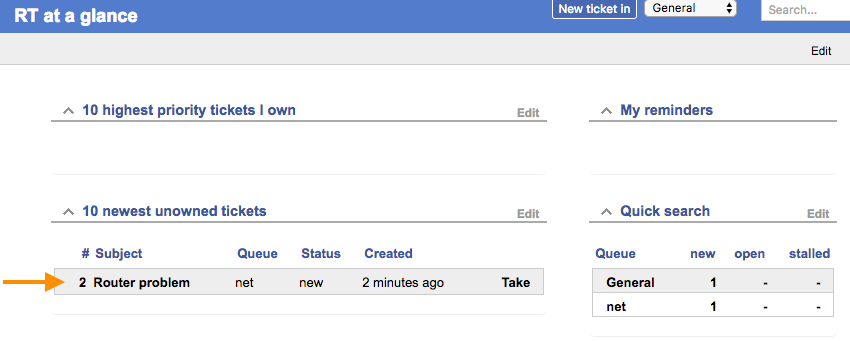 RT at a glance
New ticket in General Search...
Edit
10 highest priority tickets I own Edit
My reminders
10 newest unowned tickets Edit
# Subject Queue Status Created
2 Router problem net new 2 minutes ago Take
Quick search Edit
Queue new open stalled
General 1 - -
net 1 - -